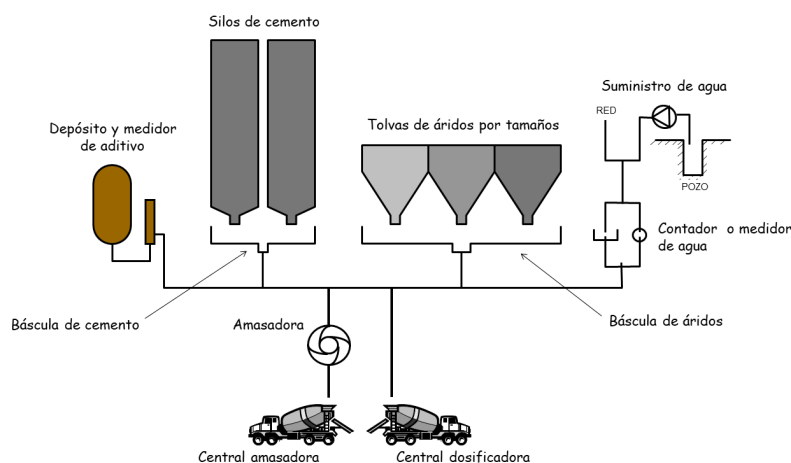 Silos de cemento
Suministro de agua
RED
Depósito y medidor
de aditivo
Tolvas de áridos por tamaños
POZO
Contador o medidor
de agua
Báscula de cemento
Amasadora
Báscula de áridos
Central amasadora
Central dosificadora